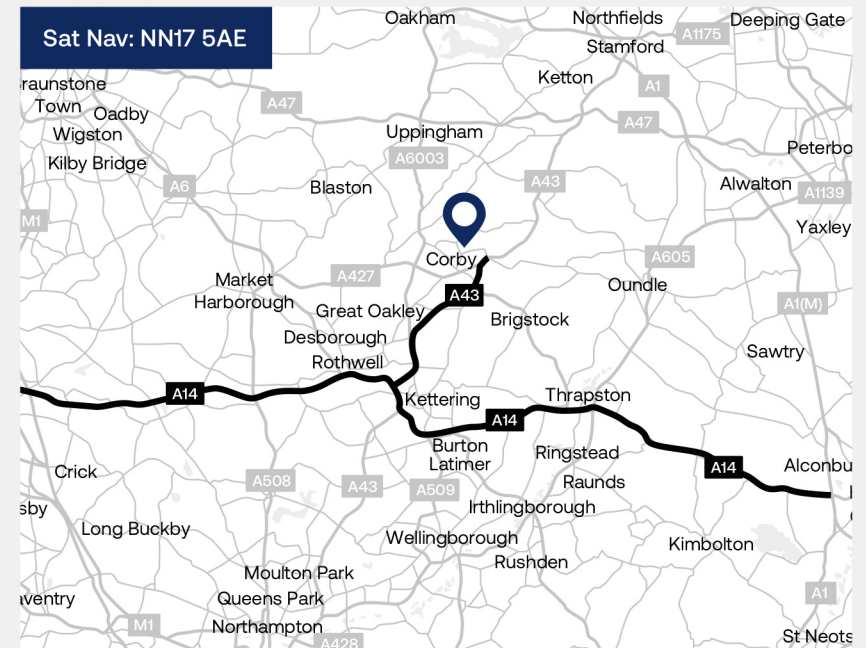 Sat Nav: NN17 5AE
Oakham
Northfields
Deeping Gate
A1175
Stamford
raunstone
Town
Ketton
A1
A47
Oadby
A47
Wigston
Uppingham
Peterbo
Kilby Bridge
A6003
A6
Blaston
A43
Alwalton
A1139
M1
Yaxley
Corby
A605
A427
Market
Harborough
Oundle
A43
A1(M)
Great Oakley
Brigstock
Desborough
Rothwell
Sawtry
A14
Kettering
Thrapston
A14
Burton
Latimer
Ringstead
A14
Alconbu
Crick
A508
A43
A509
Raunds
sby
Irthlingborough
Long Buckby
Wellingborough
Kimbolton
Rushden
Moulton Park
aventry
Queens Park
A1
M1
Northampton
A428
St Neots